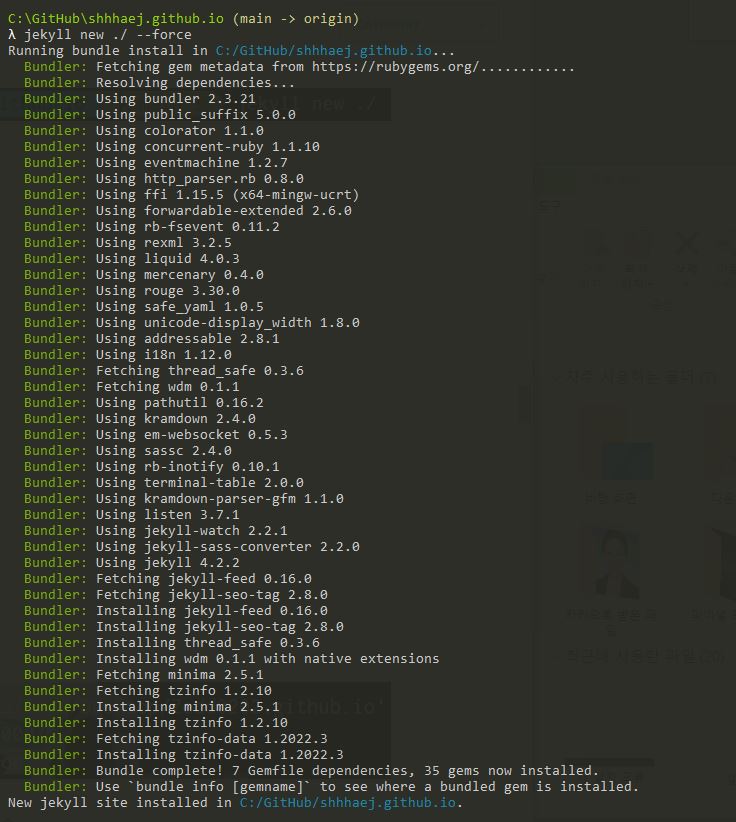 C:\GitHub\shhhaej.github.io (main -> origin)
λ jekyll new ./ --force
Running bundle install in C:/GitHub/shhhaej.github.io...
Bundler: Fetching gem metadata from https://rubygems.org/............
Bundler: Resolving dependencies...
Bundler: Using bundler 2.3.21
Bundler: Using public_suffix 5.0.0
Bundler: Using colorator 1.1.0
Bundler: Using concurrent-ruby 1.1.10
Bundler: Using eventmachine 1.2.7
Bundler: Using http_parser.rb 0.8.0
Bundler: Using ffi 1.15.5 (x64-mingw-ucrt)
Bundler: Using forwardable-extended 2.6.0
Bundler: Using rb-fsevent 0.11.2
Bundler: Using rexml 3.2.5
Bundler: Using liquid 4.0.3
Bundler: Using mercenary 0.4.0
Bundler: Using rouge 3.30.0
Bundler: Using safe_yaml 1.0.5
Bundler: Using unicode-display_width 1.8.0
Bundler: Using addressable 2.8.1
Bundler: Using i18n 1.12.0
Bundler: Fetching thread_safe 0.3.6
Bundler: Fetching wdm 0.1.1
Bundler: Using pathutil 0.16.2
Bundler: Using kramdown 2.4.0
Bundler: Using em-websocket 0.5.3
Bundler: Using sassc 2.4.0
Bundler: Using rb-inotify 0.10.1
Bundler: Using terminal-table 2.0.0
Bundler: Using kramdown-parser-gfm 1.1.0
Bundler: Using listen 3.7.1
Bundler: Using jekyll-watch 2.2.1
Bundler: Using jekyll-sass-converter 2.2.0
Bundler: Using jekyll 4.2.2
Bundler: Fetching jekyll-feed 0.16.0
Bundler: Fetching jekyll-seo-tag 2.8.0
Bundler: Installing jekyll-feed 0.16.0
Bundler: Installing jekyll-seo-tag 2.8.0
Bundler: Installing thread_safe 0.3.6
Bundler: Installing wdm 0.1.1 with native extensions
Bundler: Fetching minima 2.5.1
Bundler: Fetching tzinfo 1.2.10
Bundler: Installing minima 2.5.1
Bundler: Installing tzinfo 1.2.10
Bundler: Fetching tzinfo-data 1.2022.3
Bundler: Installing tzinfo-data 1.2022.3
Bundler: Bundle complete! 7 Gemfile dependencies, 35 gems now installed.
Bundler: Use `bundle info [gemname]` to see where a bundled gem is installed.
New jekyll site installed in C:/GitHub/shhhaej.github.io.